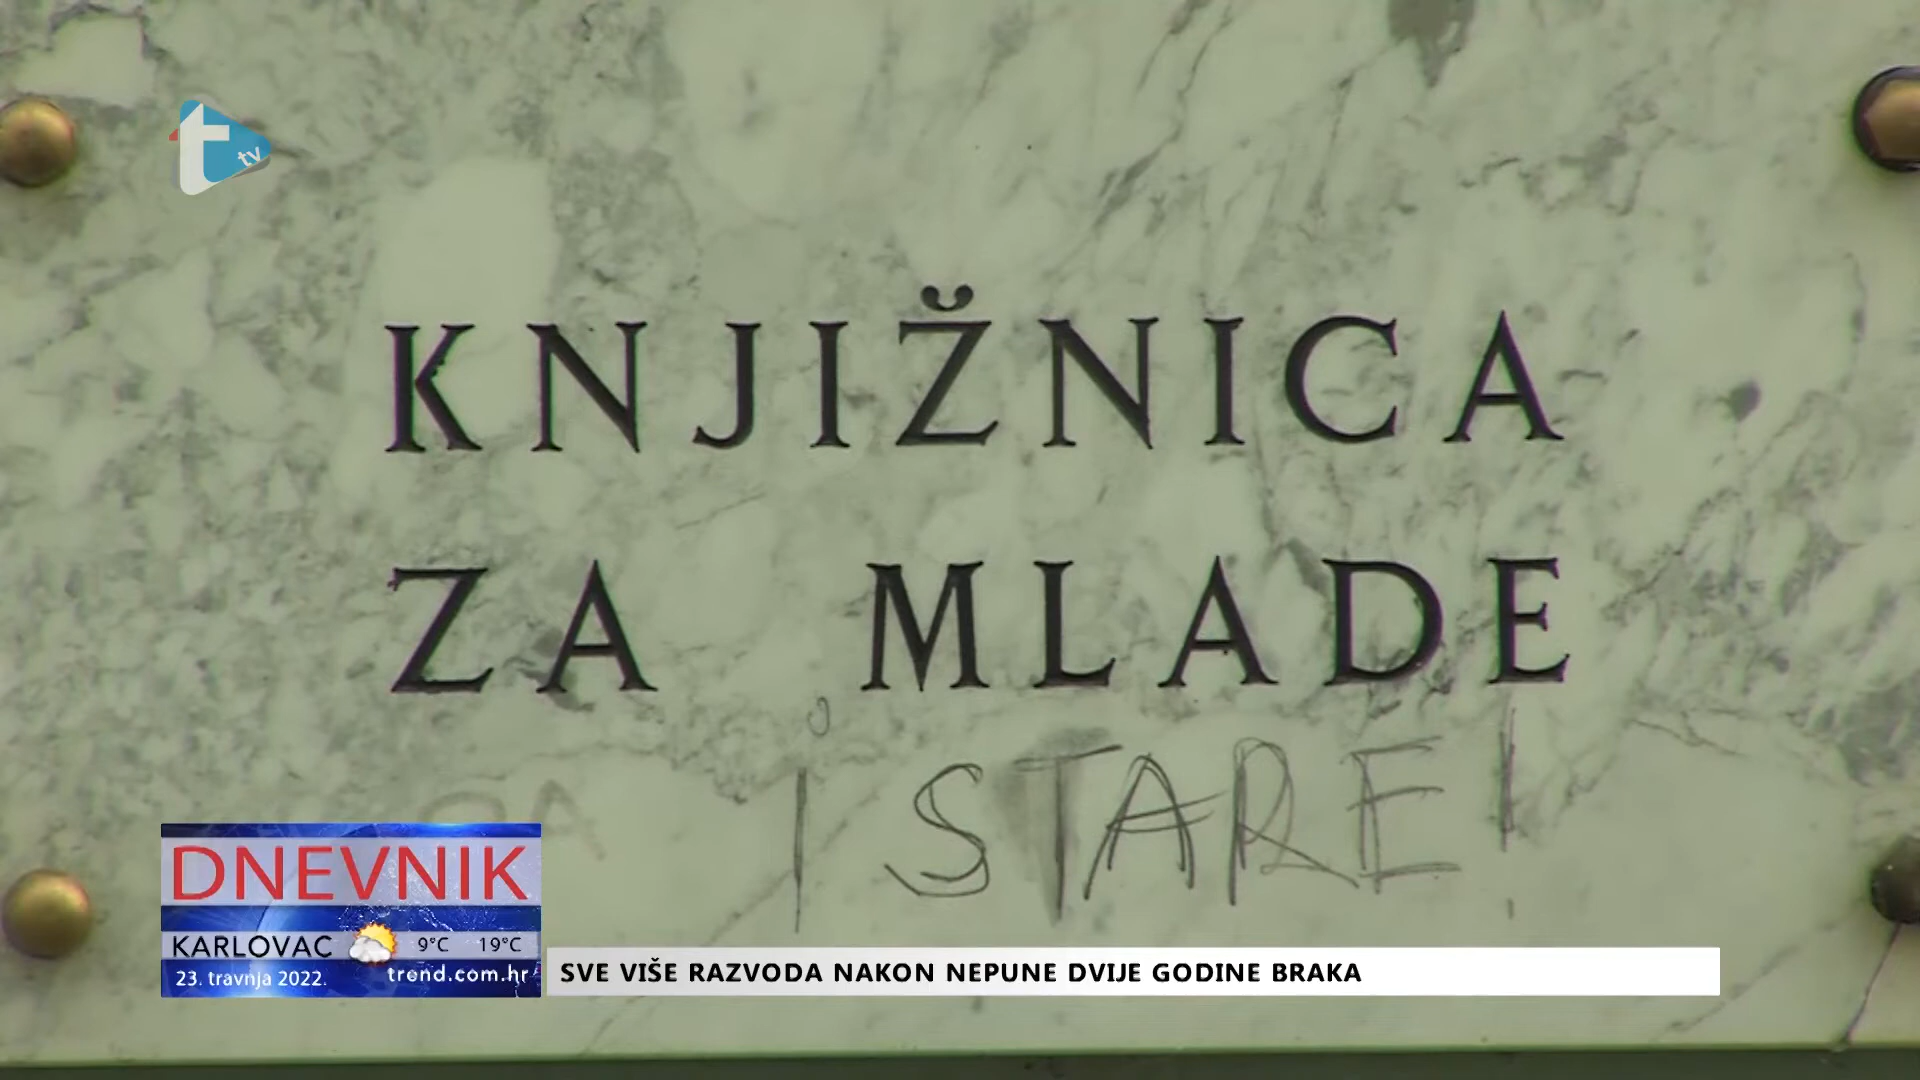 t tv
KNJIŽNICA
ZA MLADE
I STARE!
DNEVNIK
KARLOVAC 9°C 19°C
23. travnja 2022. trend.com.hr
SVE VIŠE RAZVODA NAKON NEPUNE DVIJE GODINE BRAKA